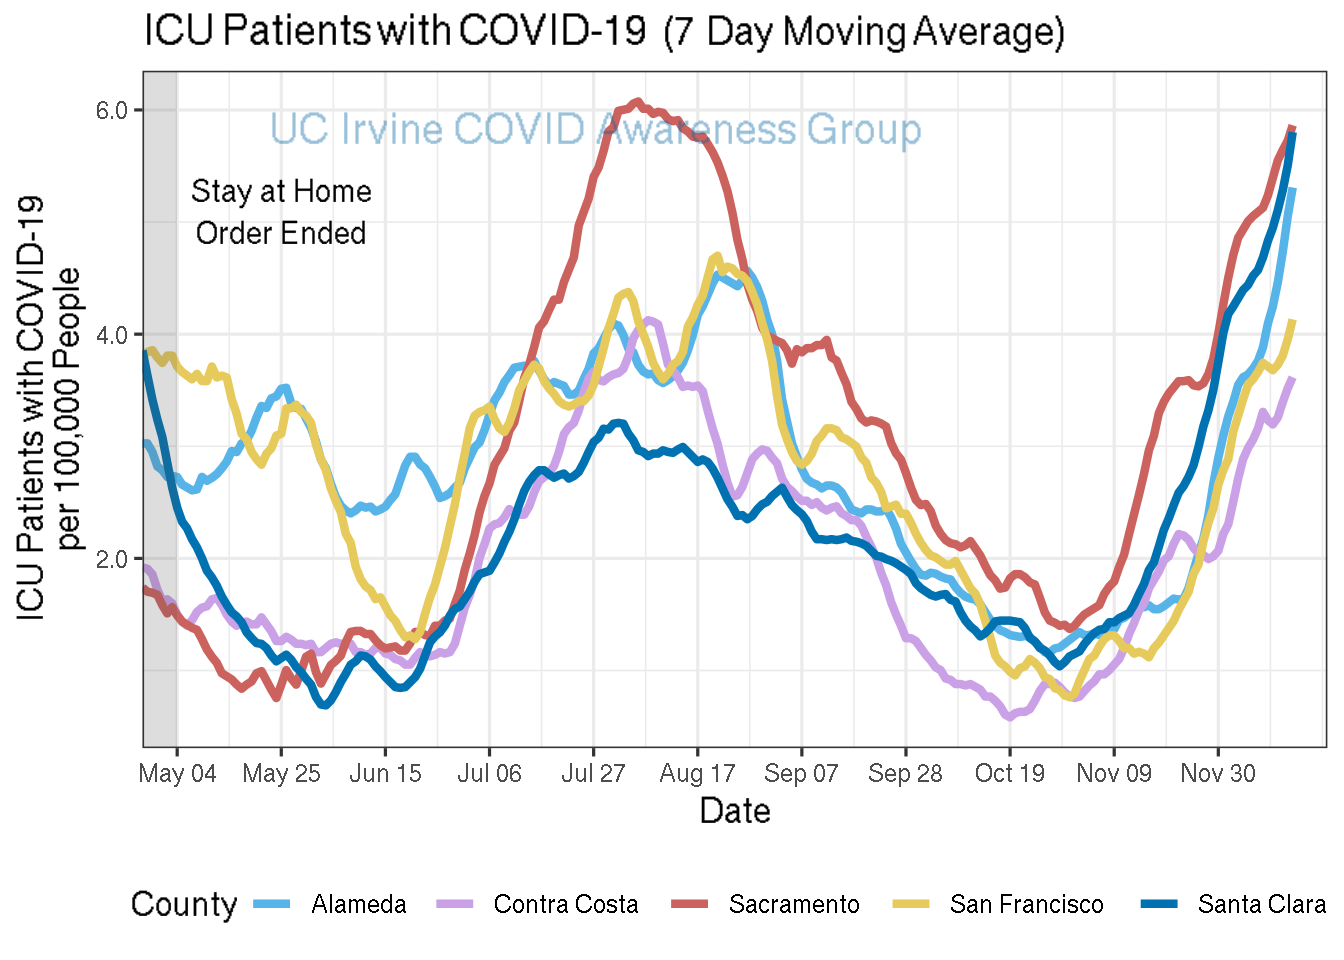 ICU Patients with COVID-19 (7 Day Moving Average)
UC Irvine COVID Awareness Group
Stay at Home
Order Ended
ICU Patients with COVID-19
per 100,000 People
6.0
4.0
2.0
May 04 May 25 Jun 15 Jul 06 Jul 27 Aug 17 Sep 07 Sep 28 Oct 19 Nov 09 Nov 30
Date
County Alameda Contra Costa Sacramento San Francisco Santa Clara